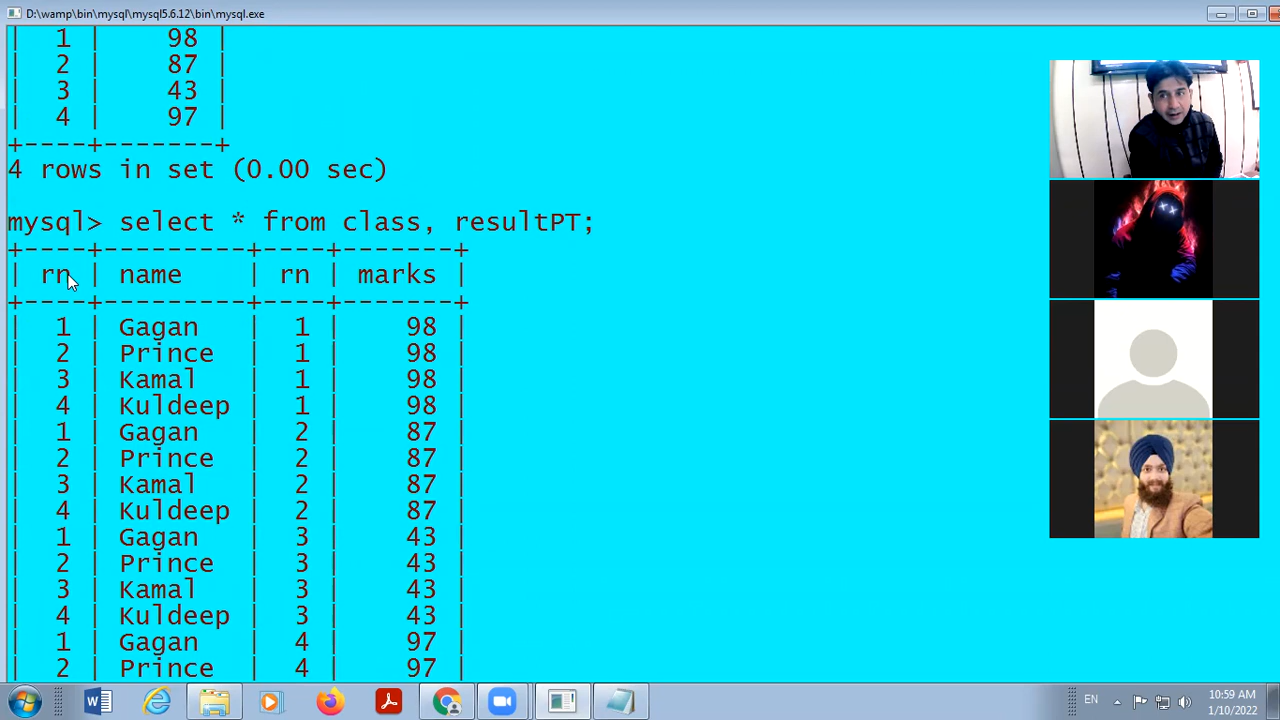 D:\wamp\bin\mysql\mysql5.6.12\bin\mysql.exe
| 1 | 98 |
| 2 | 87 |
| 3 | 43 |
| 4 | 97 |
+----+-------+
4 rows in set (0.00 sec)
mysql> select * from class, resultPT;
+----+---------+----+-------+
| rn | name | rn | marks |
+----+---------+----+-------+
| 1 | Gagan | 1 | 98 |
| 2 | Prince | 1 | 98 |
| 3 | Kamal | 1 | 98 |
| 4 | Kuldeep | 1 | 98 |
| 1 | Gagan | 2 | 87 |
| 2 | Prince | 2 | 87 |
| 3 | Kamal | 2 | 87 |
| 4 | Kuldeep | 2 | 87 |
| 1 | Gagan | 3 | 43 |
| 2 | Prince | 3 | 43 |
| 3 | Kamal | 3 | 43 |
| 4 | Kuldeep | 3 | 43 |
| 1 | Gagan | 4 | 97 |
| 2 | Prince | 4 | 97 |
EN
10:59 AM
1/10/2022